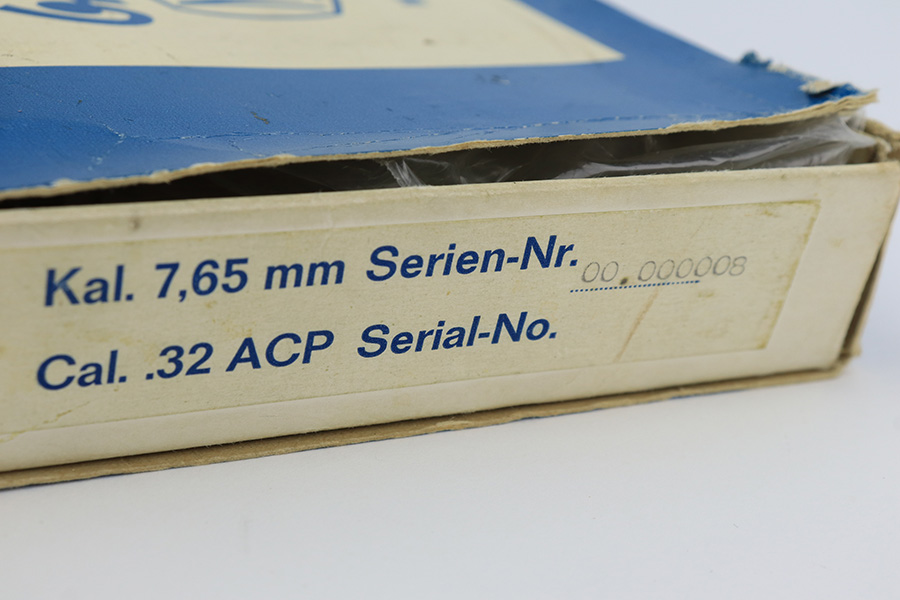 Kal. 7,65 mm Serien-Nr. 00.000008
Cal. .32 ACP Serial-No.